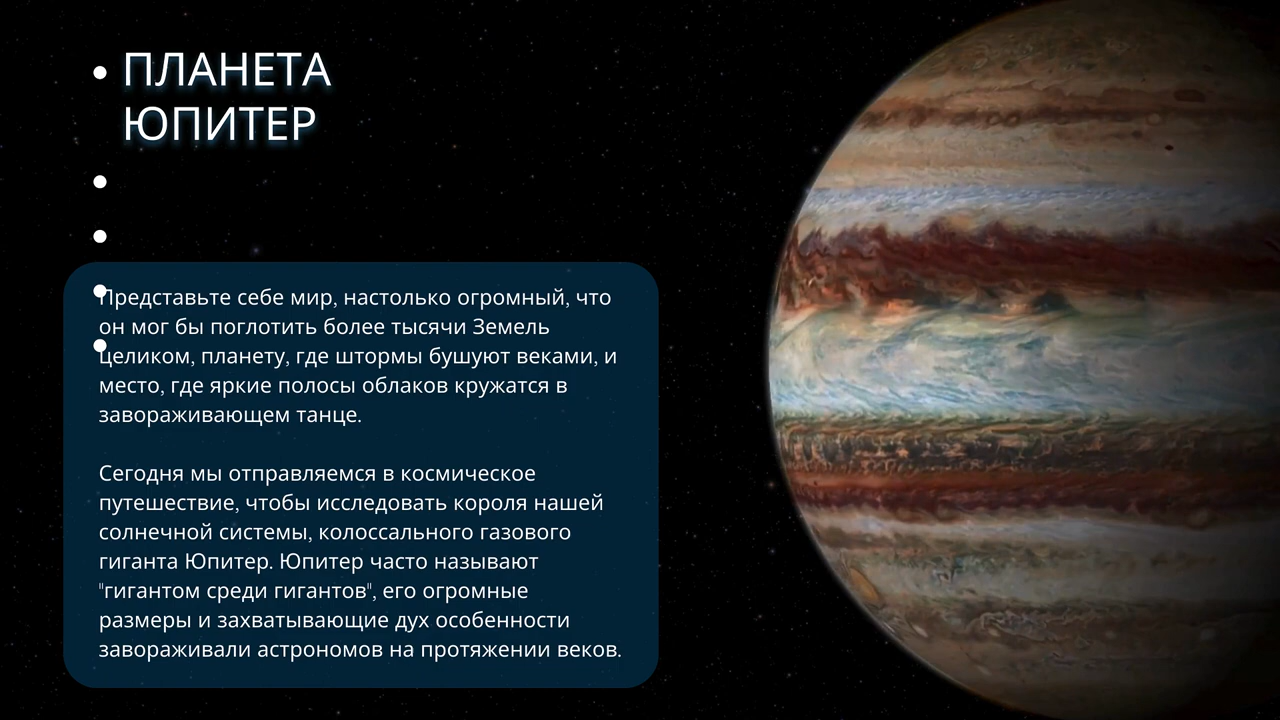 • ПЛАНЕТА
ЮПИТЕР
•
•
•
•
Представьте себе мир, настолько огромный, что
он мог бы поглотить более тысячи Земель
целиком, планету, где штормы бушуют веками, и
место, где яркие полосы облаков кружатся в
завораживающем танце.
Сегодня мы отправляемся в космическое
путешествие, чтобы исследовать короля нашей
солнечной системы, колоссального газового
гиганта Юпитер. Юпитер часто называют
"гигантом среди гигантов", его огромные
размеры и захватывающие дух особенности
завораживали астрономов на протяжении веков.